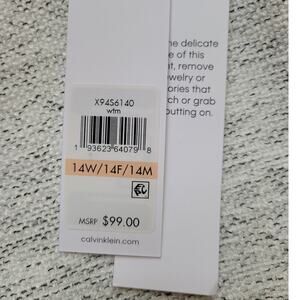 X94S6140
wtm
1 93623 64079 8
14W/14F/14M
MSRP $99.00
calvinklein.com
he delicate
e of this
t, remove
ewelry or
ories that
ch or grab
putting on.